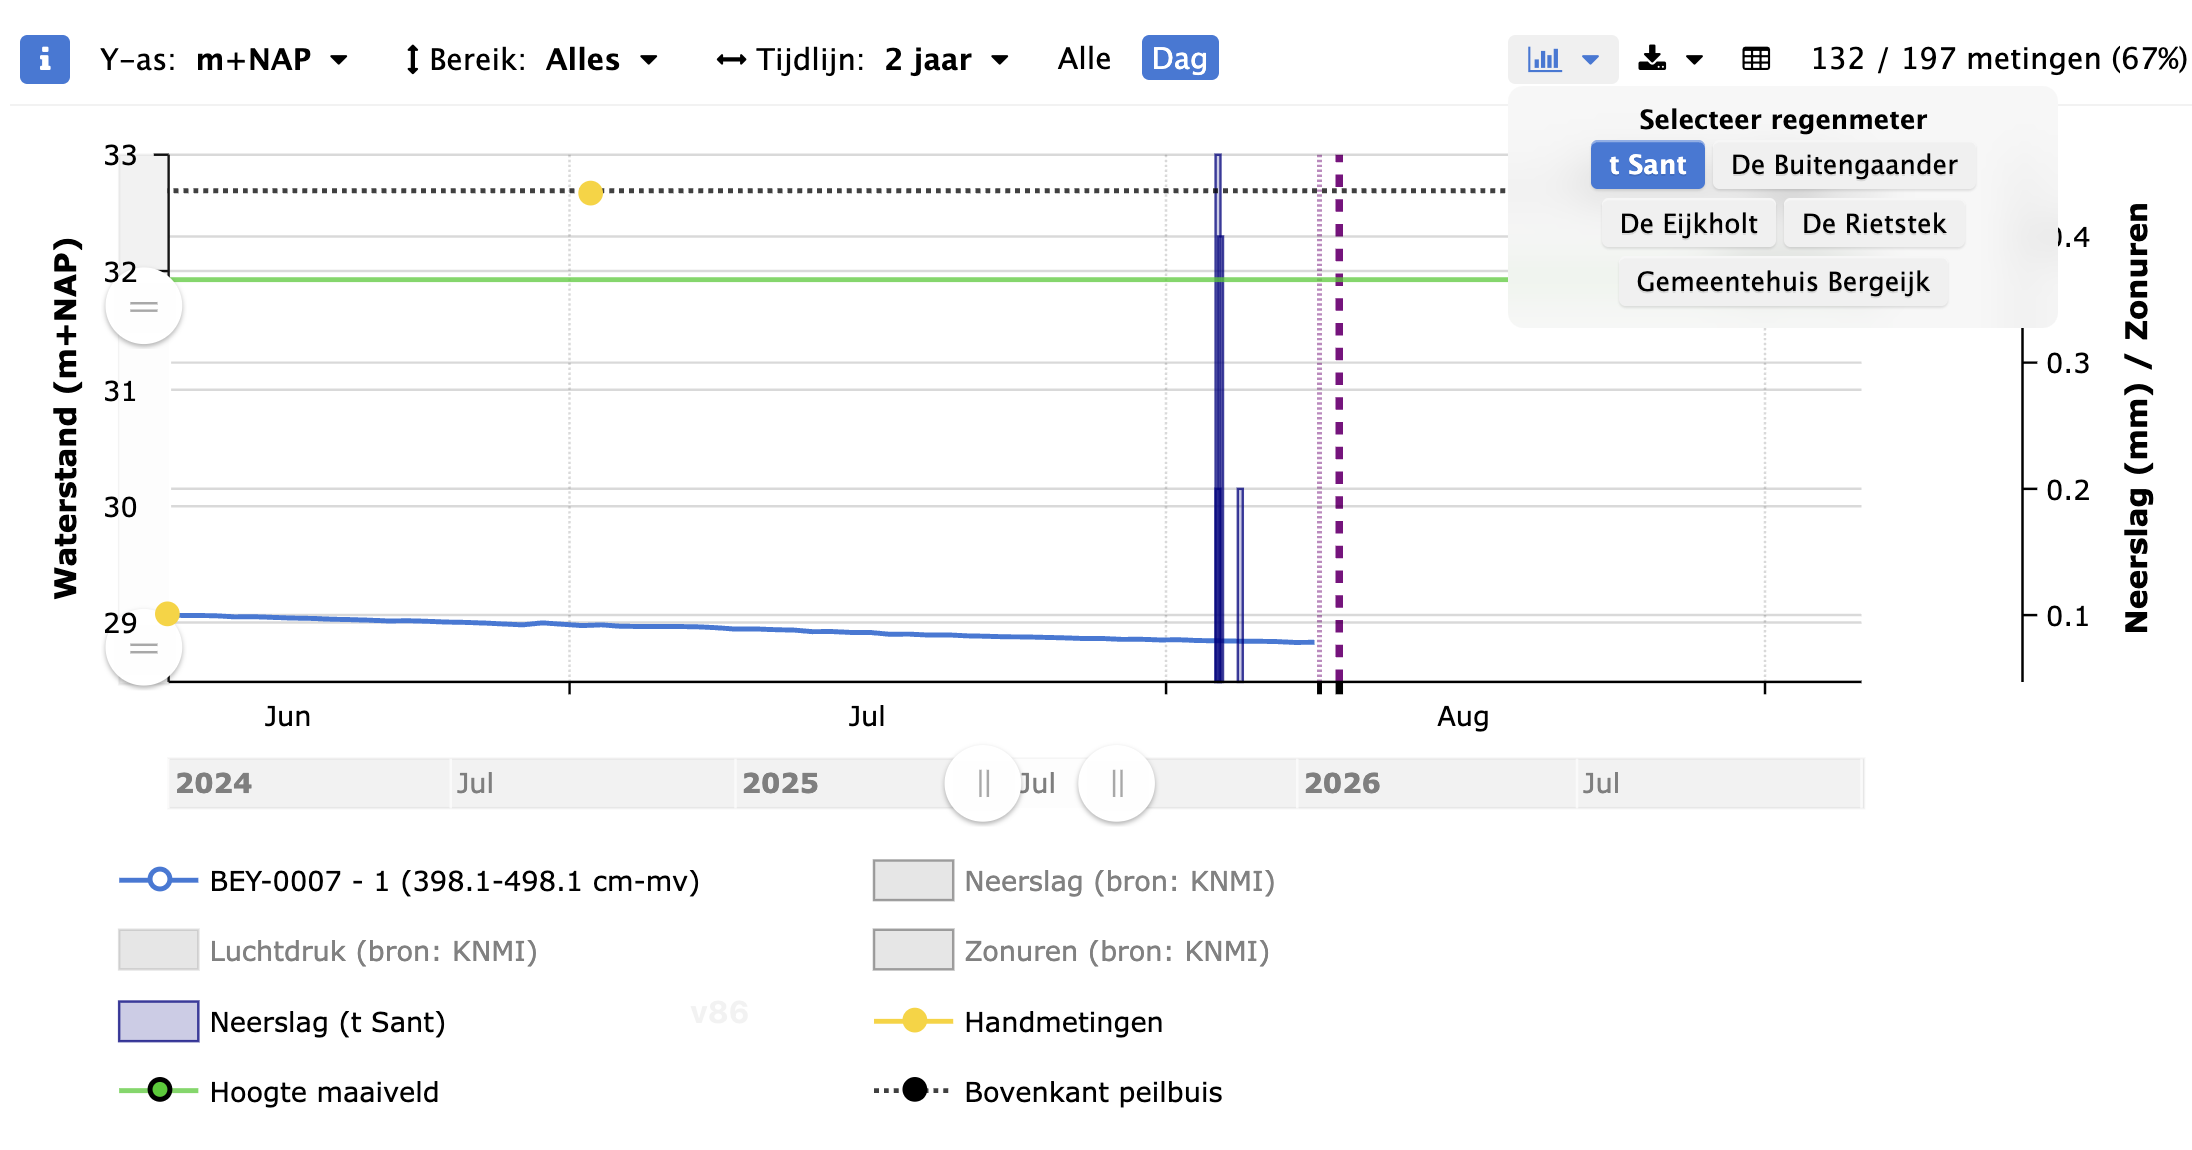 i Y-as: m+NAP Bereik: Alles Tijdlijn: 2 jaar Alle Dag 132 / 197 metingen (67%)
Selecteer regenmeter
t Sant De Buitengaander
De Eijkholt De Rietstek
Gemeentehuis Bergeijk
Waterstand (m+NAP)
33
32
31
30
29
0.4
0.3
0.2
0.1
Neerslag (mm) / Zonuren
Jun Jul Aug
2024 Jul 2025 Jul 2026 Jul
BEY-0007 - 1 (398.1-498.1 cm-mv) Neerslag (bron: KNMI)
Luchtdruk (bron: KNMI) Zonuren (bron: KNMI)
Neerslag (t Sant) v86 Handmetingen
Hoogte maaiveld Bovenkant peilbuis